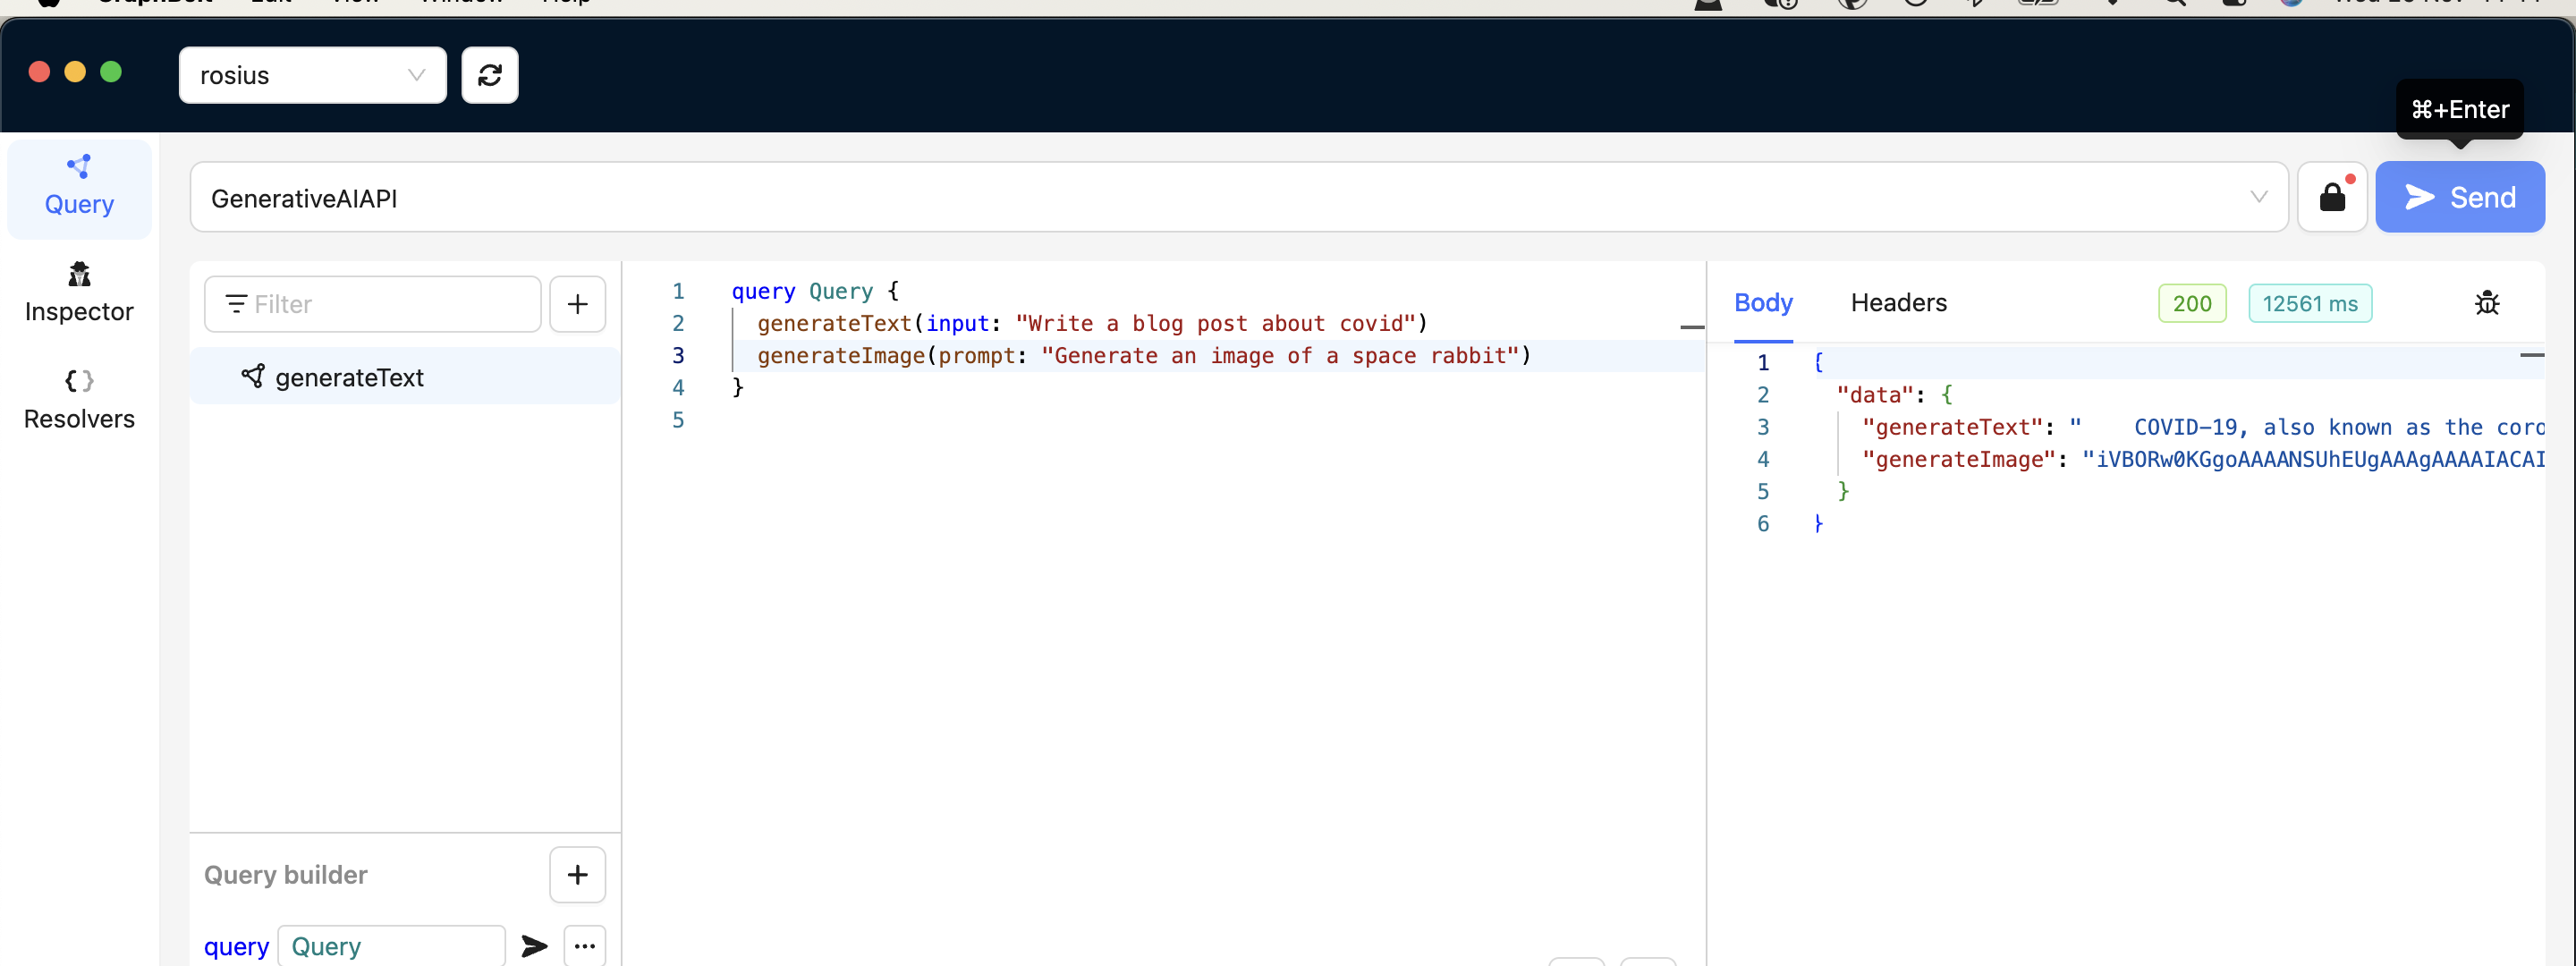 rosius
⌘+Enter
Query
Inspector
Resolvers
GenerativeAIAPI
Send
Filter
generateText
Query builder
query Query
1 query Query {
2 generateText(input: "Write a blog post about covid")
3 generateImage(prompt: "Generate an image of a space rabbit")
4 }
5
Body Headers 200 12561 ms
1 {
2 "data": {
3 "generateText": "    COVID-19, also known as the coro
4 "generateImage": "iVBORw0KGgoAAAANSUhEUgAAAgAAAAIACAI
5 }
6 }